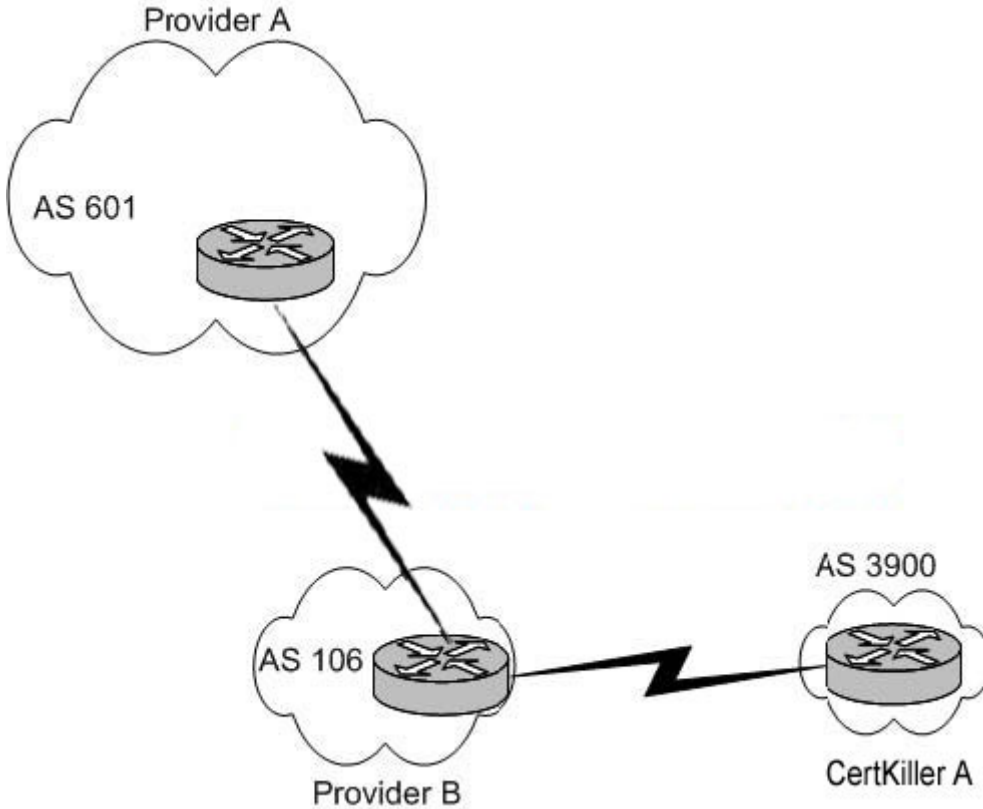 Provider A
AS 601
AS 3900
AS 106
CertKiller A
Provider B